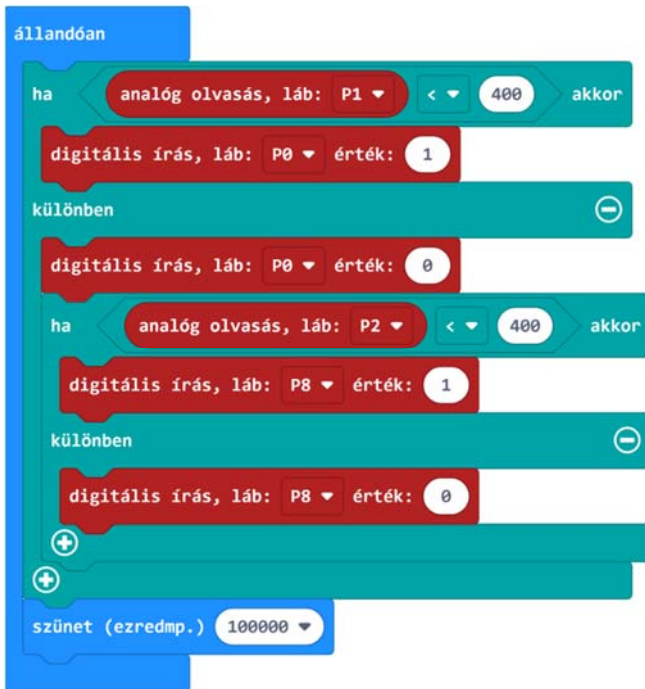 állandóan
ha analóg olvasás, láb: P1 < 400 akkor
digitális írás, láb: P0 érték: 1
különben
digitális írás, láb: P0 érték: 0
ha analóg olvasás, láb: P2 < 400 akkor
digitális írás, láb: P8 érték: 1
különben
digitális írás, láb: P8 érték: 0
szünet (ezredmp.) 100000